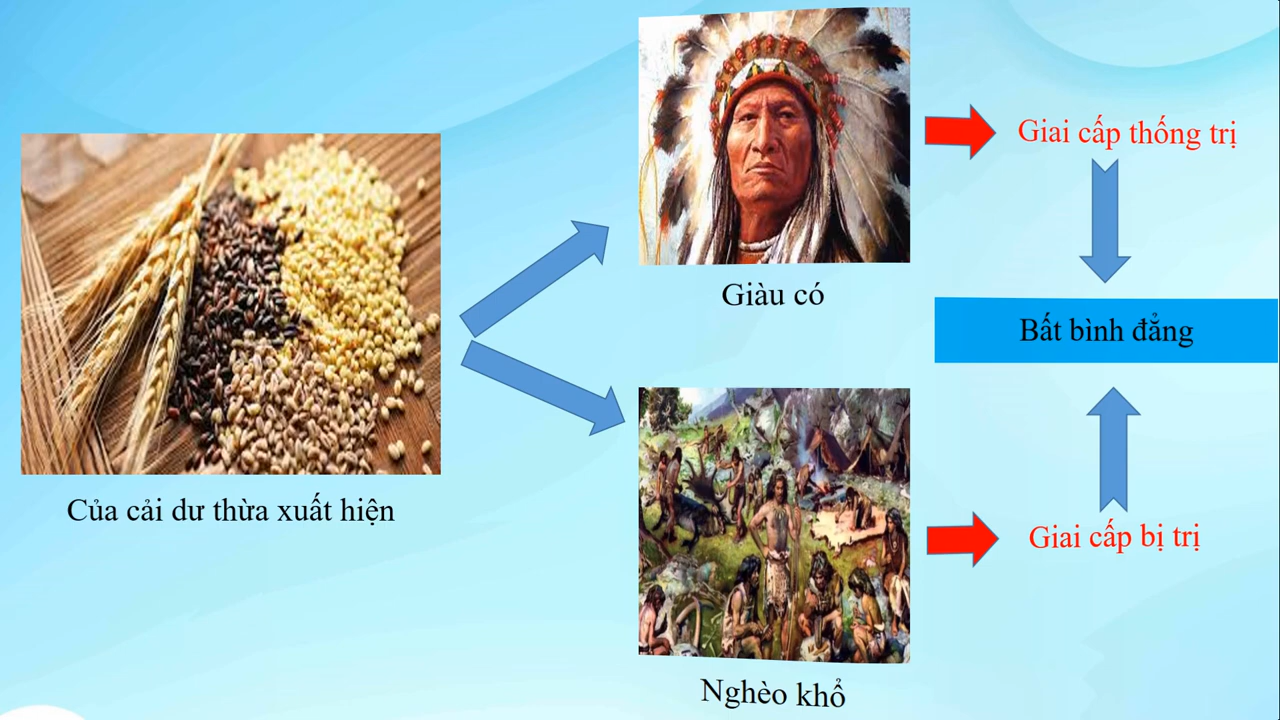 Của cải dư thừa xuất hiện
Giàu có
Nghèo khổ
Giai cấp thống trị
Bất bình đẳng
Giai cấp bị trị